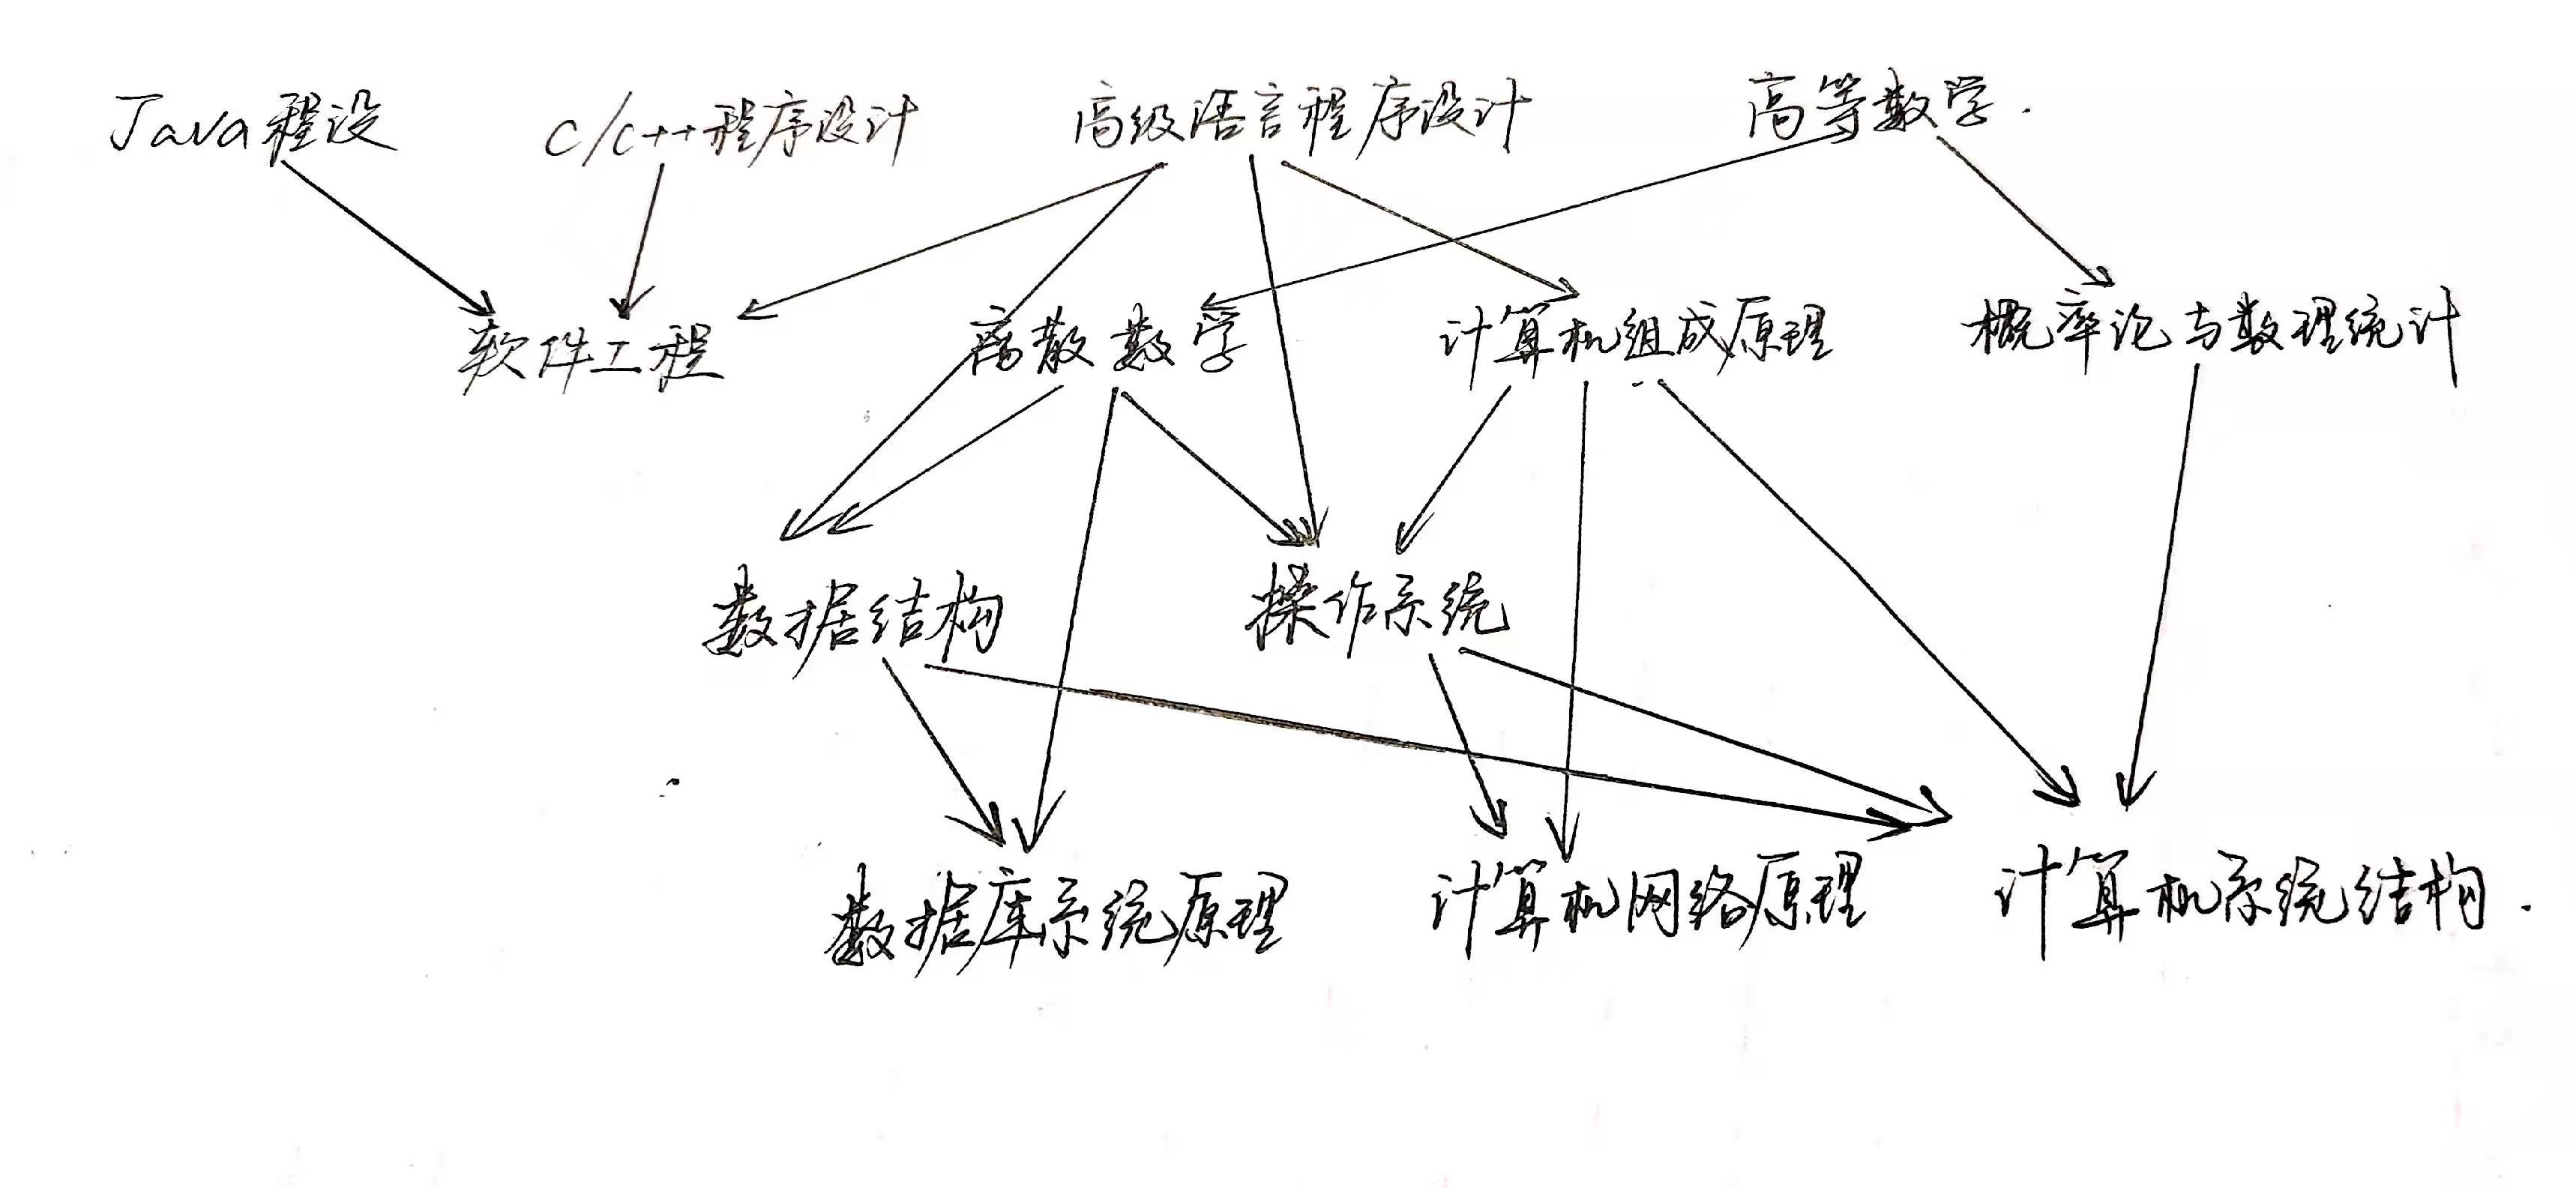 Java程设 C/C++程序设计 高级语言程序设计 高等数学.
软件工程 离散数学 计算机组成原理 概率论与数理统计
数据结构 操作系统
数据库系统原理 计算机网络原理 计算机系统结构.